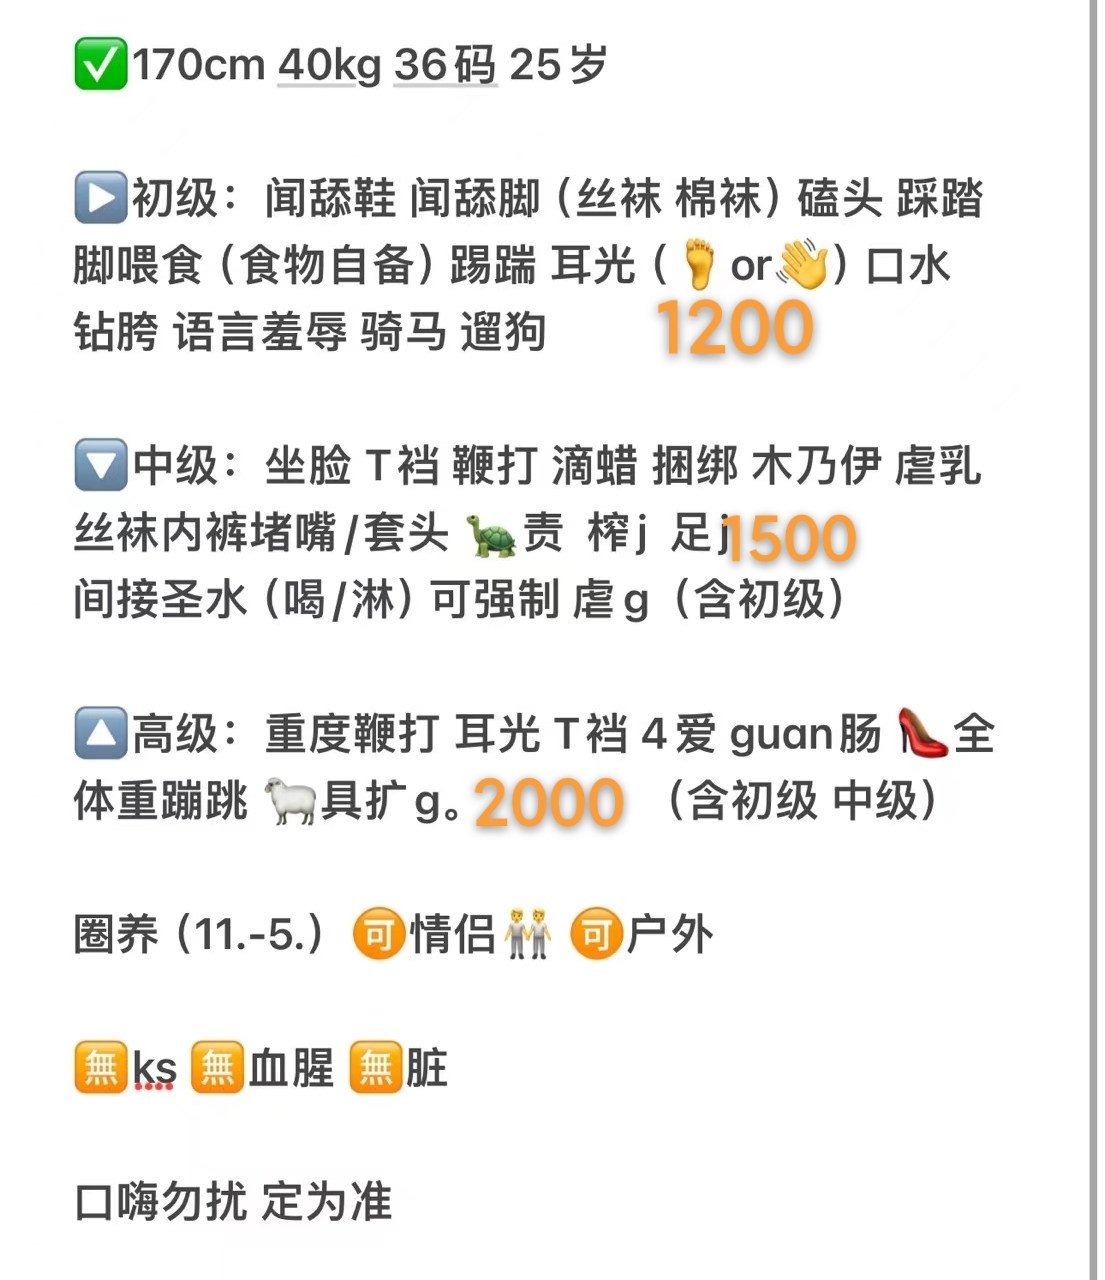 ✅170cm 40kg 36码 25岁
▶️初级：闻舔鞋 闻舔脚（丝袜 棉袜）磕头 踩踏
脚喂食（食物自备）踢踹 耳光（🦶or👋）口水
钻胯 语言羞辱 骑马 遛狗 1200
🔽中级：坐脸 T裆 鞭打 滴蜡 捆绑 木乃伊 虐乳
丝袜内裤堵嘴/套头 🐢责 榨j 足j 1500
间接圣水（喝/淋）可强制 虐g（含初级）
🔼高级：重度鞭打 耳光 T裆 4爱 guan肠 👠全
体重蹦跳 🐑具扩g。2000 （含初级 中级）
圈养（11.-5.）🉑情侣👬 🉑户外
🈚ks 🈚血腥 🈚脏
口嗨勿扰 定为准